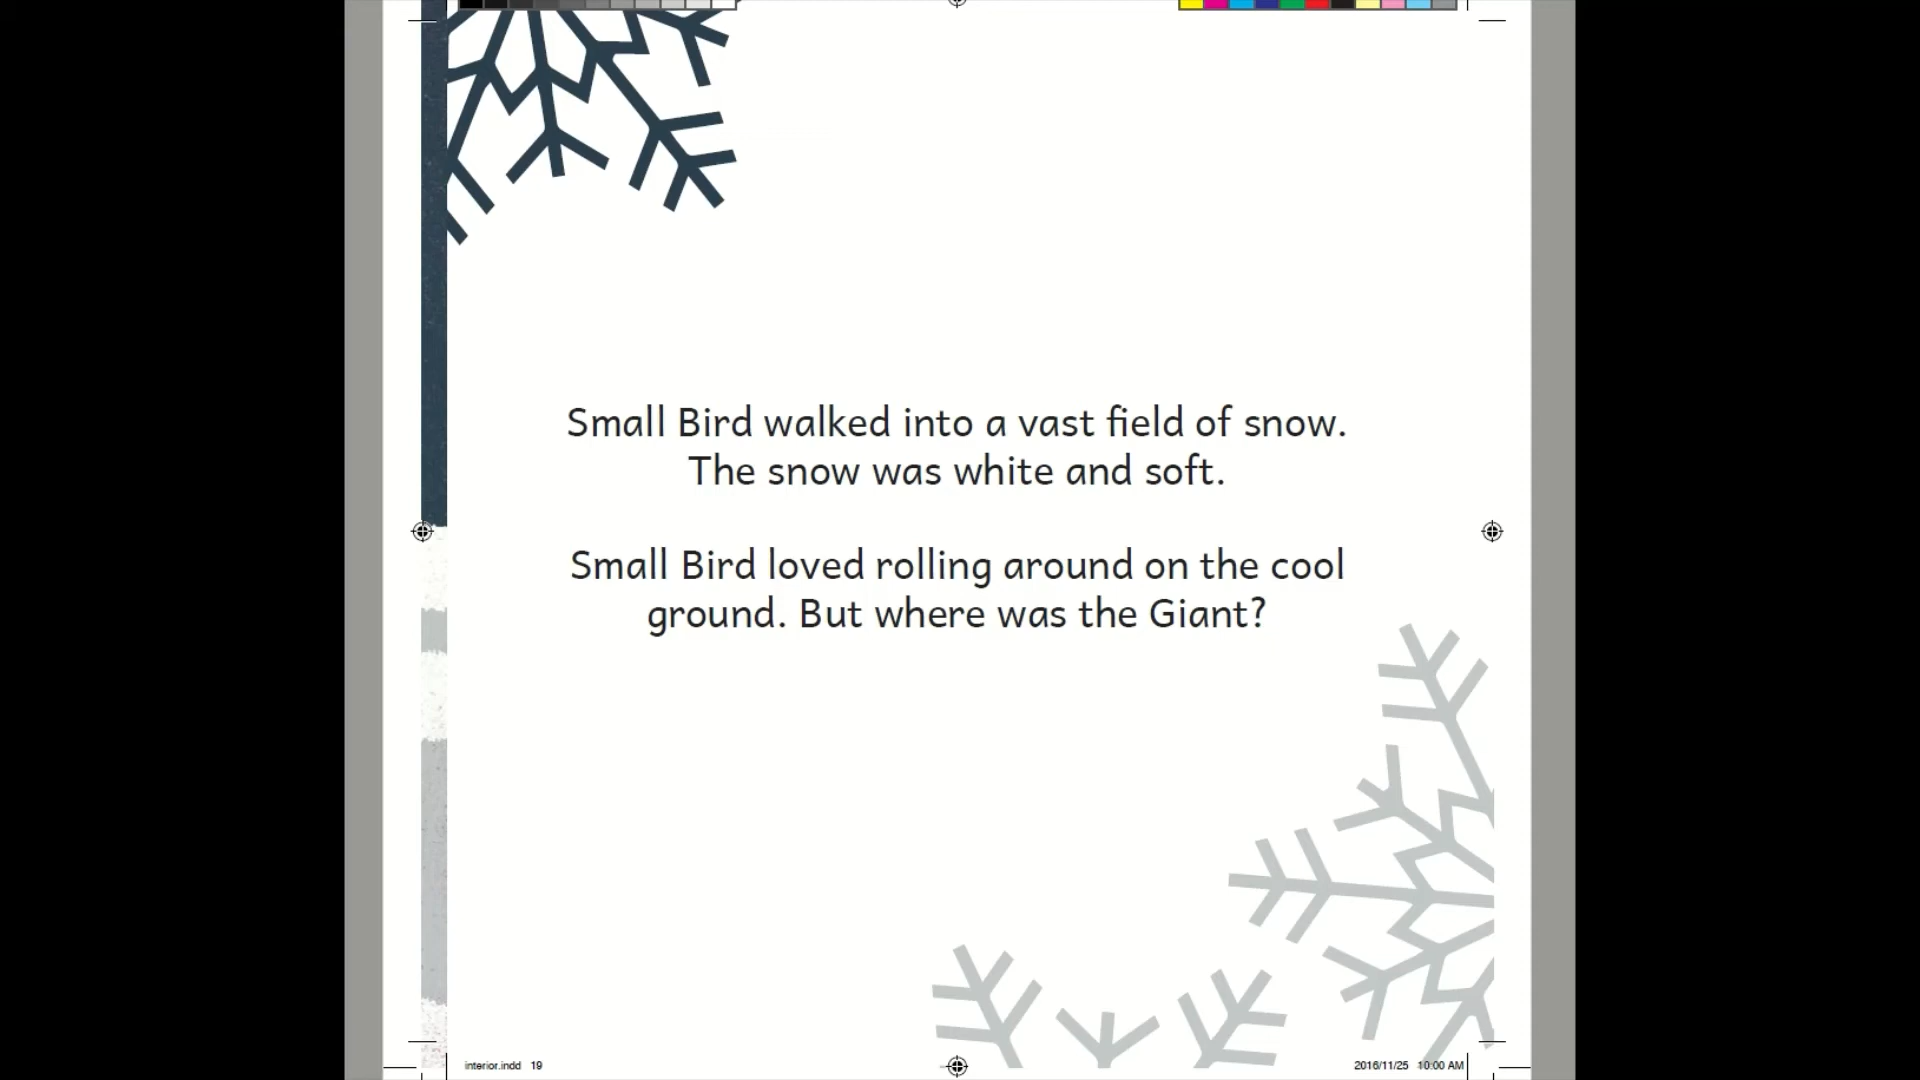 Small Bird walked into a vast field of snow.
The snow was white and soft.
Small Bird loved rolling around on the cool
ground. But where was the Giant?
interior.indd 19
2016/11/25 10:00 AM